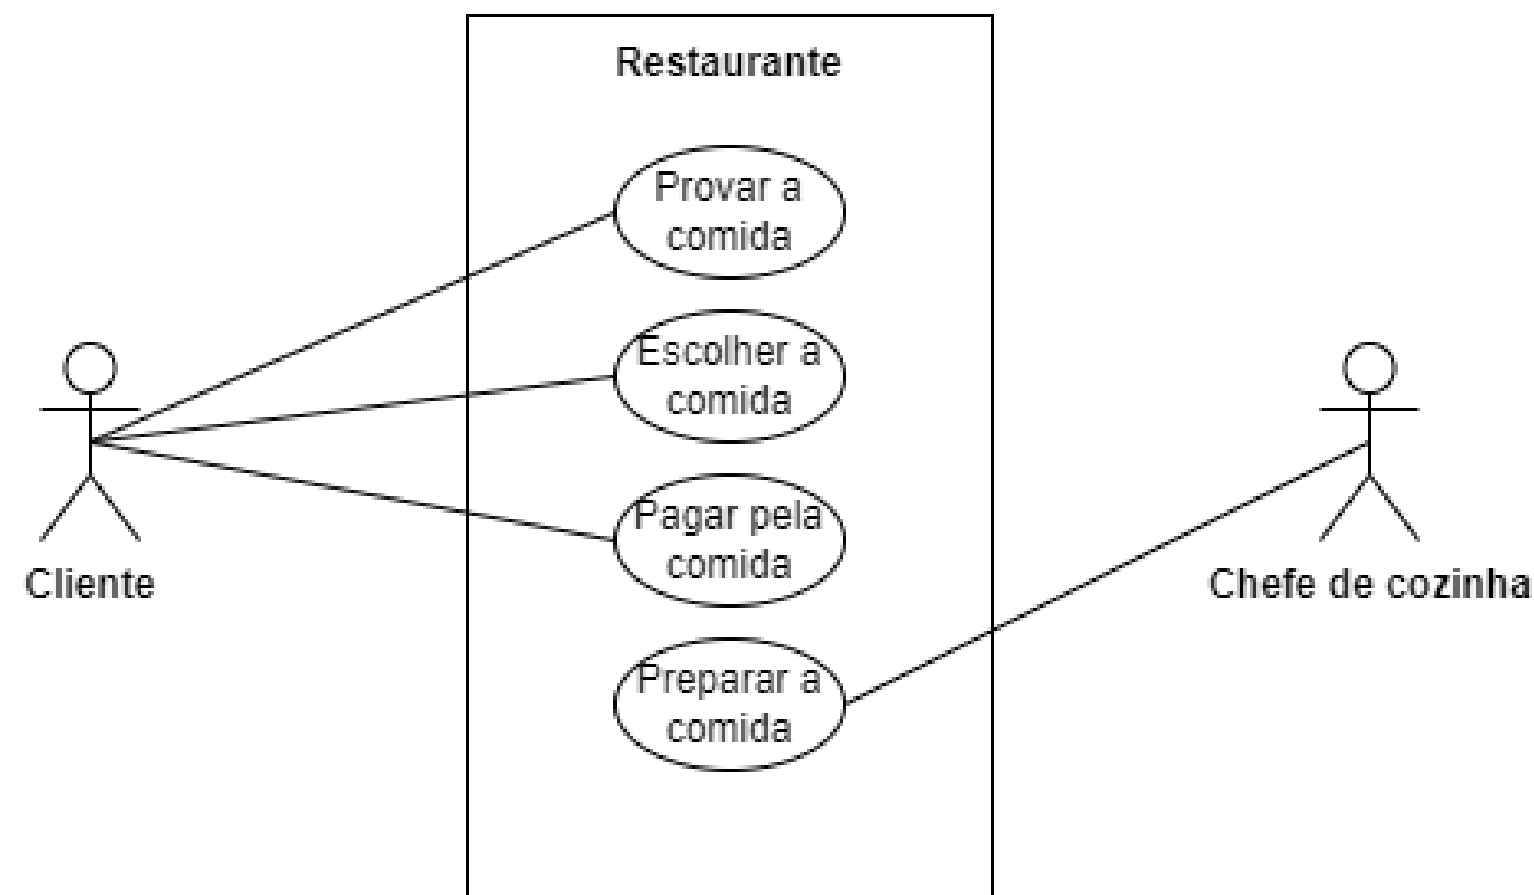 Restaurante
Provar a
comida
Escolher a
comida
Pagar pela
comida
Preparar a
comida
Cliente
Chefe de cozinha